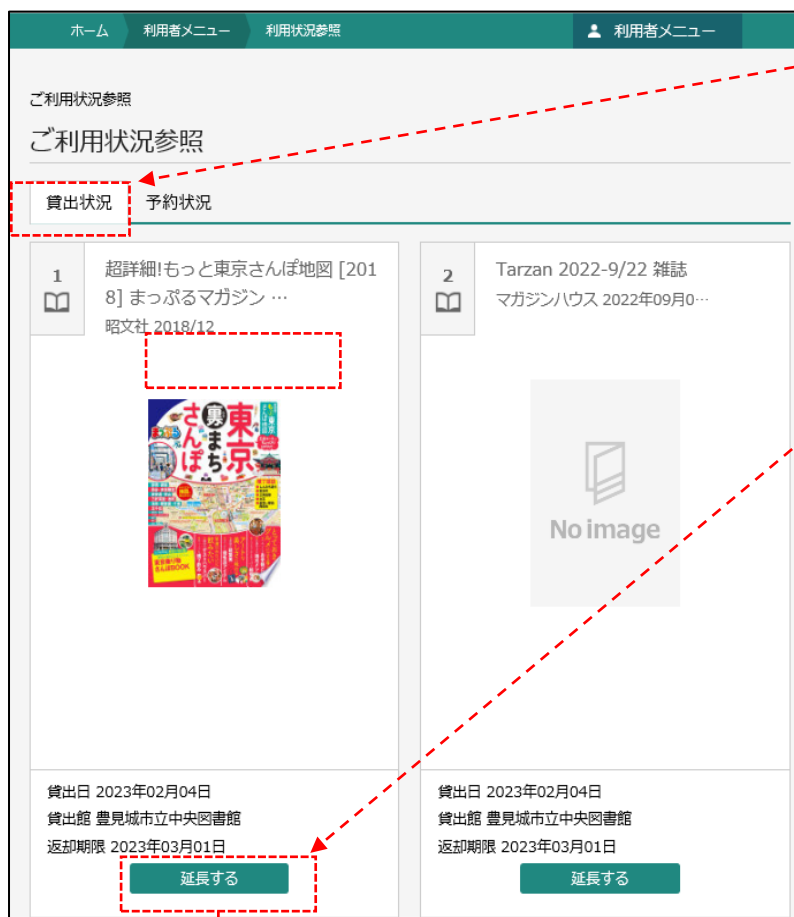 ホーム 利用者メニュー 利用状況参照 利用者メニュー
ご利用状況参照
ご利用状況参照
貸出状況 予約状況
1
超詳細!もっと東京さんぽ地図 [201
8] まっぷるマガジン …
昭文社 2018/12
東京
裏まち
さんぽ
貸出日 2023年02月04日
貸出館 豊見城市立中央図書館
返却期限 2023年03月01日
延長する
2
Tarzan 2022-9/22 雑誌
マガジンハウス 2022年09月0…
No image
貸出日 2023年02月04日
貸出館 豊見城市立中央図書館
返却期限 2023年03月01日
延長する